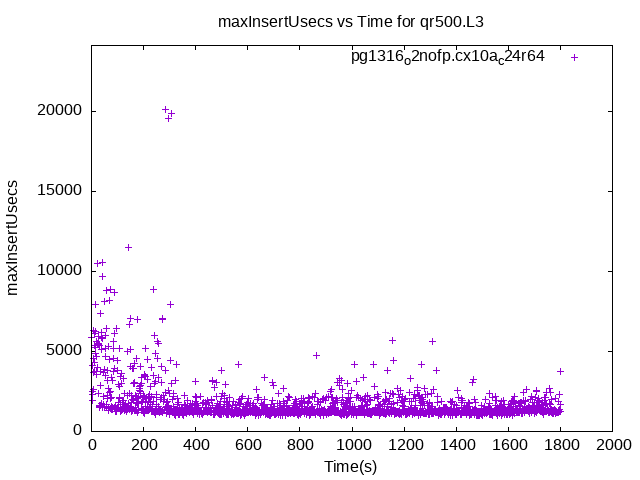 maxInsertUsecs vs Time for qr500.L3
pg1316o2nofp.cx10ac24r64
20000
15000
10000
5000
0
maxInsertUsecs
0 200 400 600 800 1000 1200 1400 1600 1800 2000
Time(s)